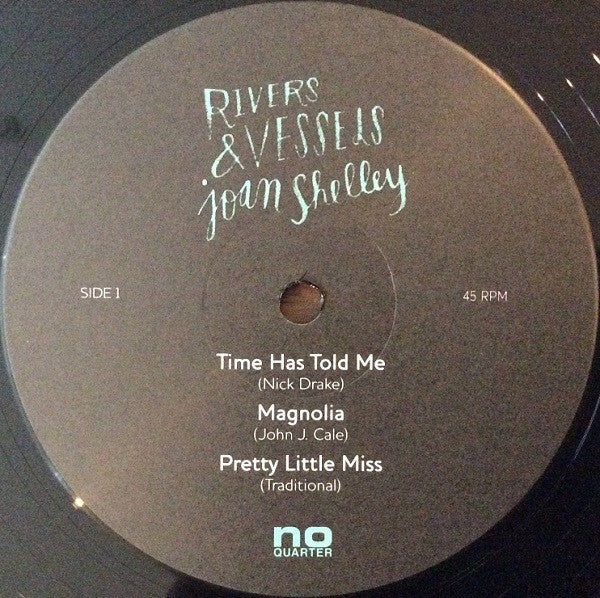 RIVERS
& VESSELS
joan shelley
SIDE 1
45 RPM
Time Has Told Me
(Nick Drake)
Magnolia
(John J. Cale)
Pretty Little Miss
(Traditional)
no
QUARTER